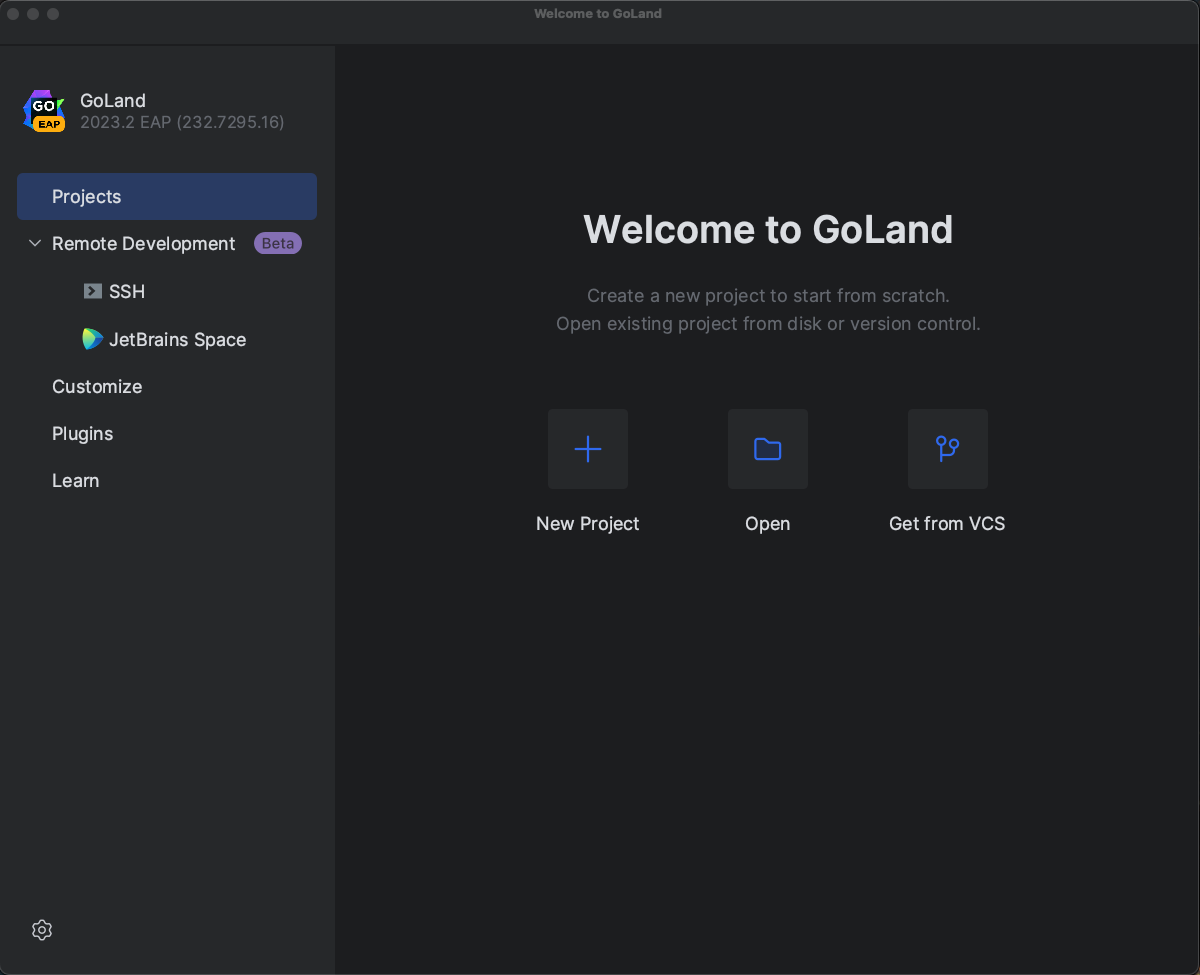 Welcome to GoLand
GO
EAP
GoLand
2023.2 EAP (232.7295.16)
Projects
Remote Development Beta
SSH
JetBrains Space
Customize
Plugins
Learn
Welcome to GoLand
Create a new project to start from scratch.
Open existing project from disk or version control.
New Project
Open
Get from VCS